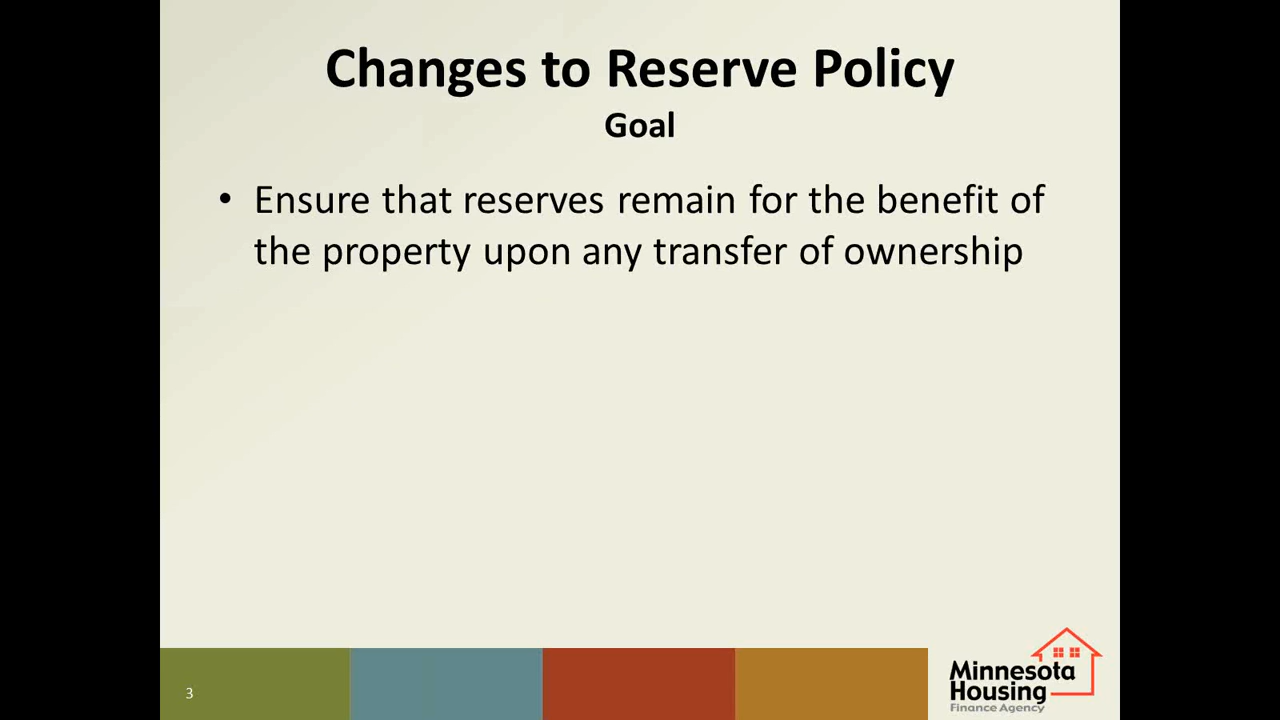 Changes to Reserve Policy
Goal
• Ensure that reserves remain for the benefit of
the property upon any transfer of ownership
3
Minnesota
Housing
Finance Agency